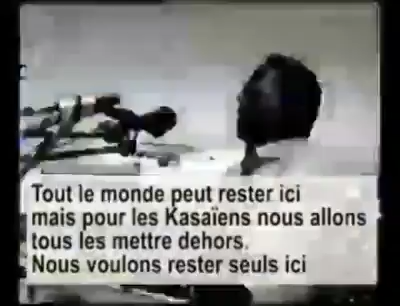 Tout le monde peut rester ici
mais pour les Kasaïens nous allons
tous les mettre dehors.
Nous voulons rester seuls ici